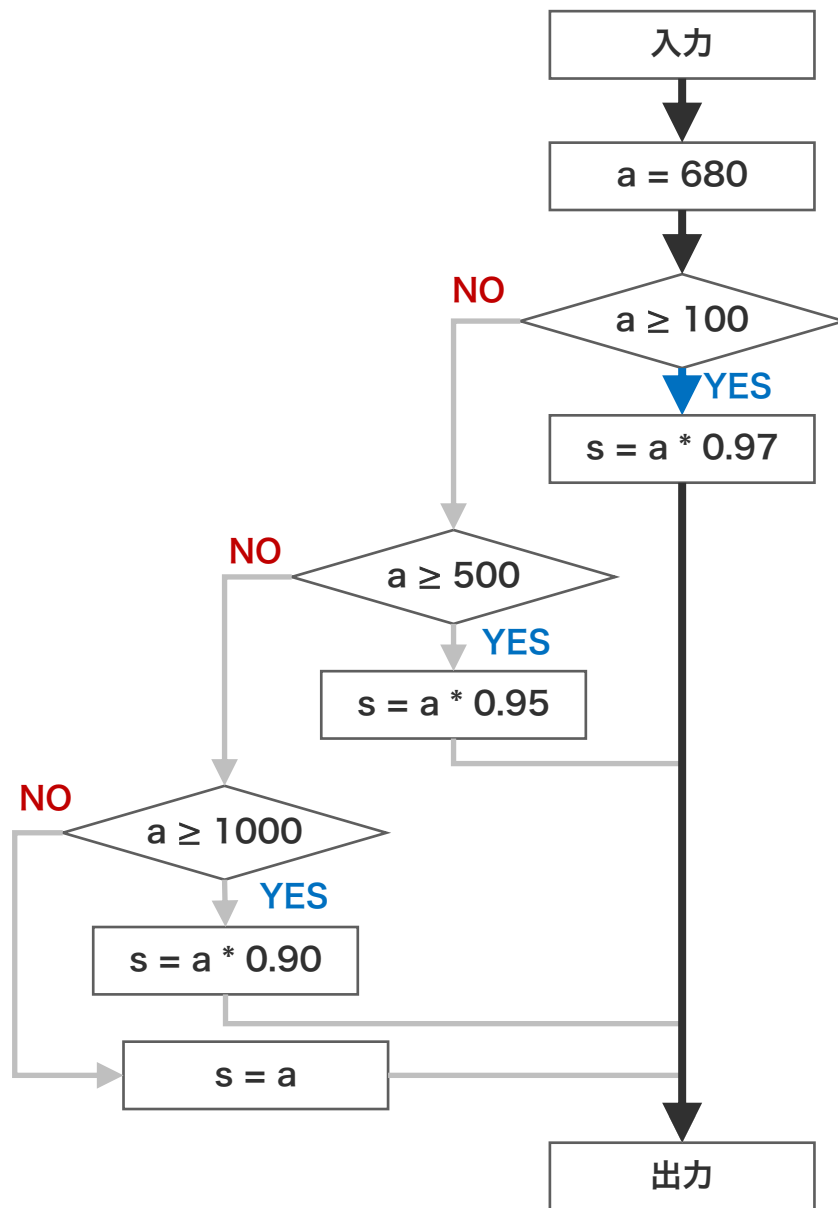 入力
a = 680
a ≥ 100
NO
YES
s = a * 0.97
NO
a ≥ 500
YES
s = a * 0.95
NO
a ≥ 1000
YES
s = a * 0.90
s = a
出力